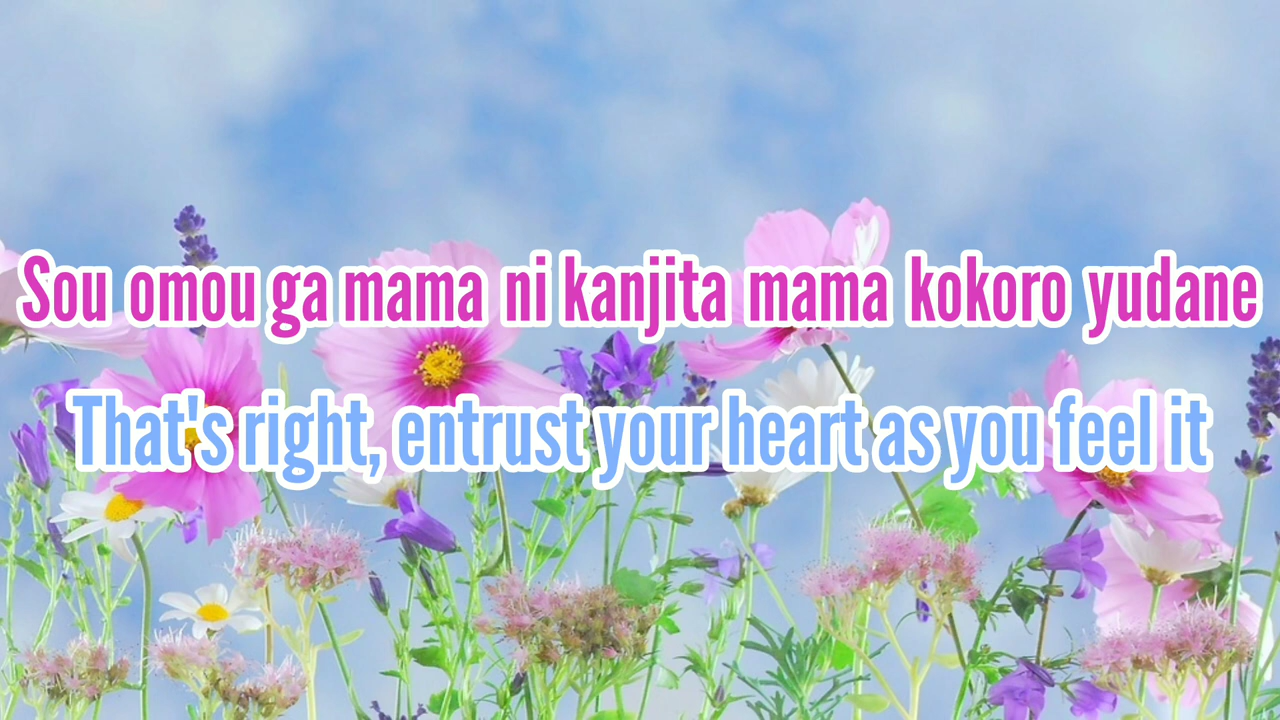 Sou omou ga mama ni kanjita mama kokoro yudane
That's right, entrust your heart as you feel it